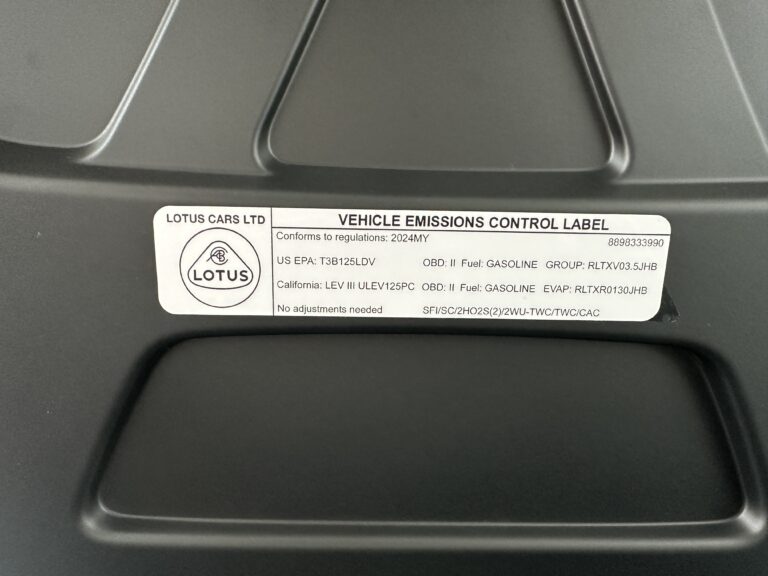 LOTUS CARS LTD
LOTUS
VEHICLE EMISSIONS CONTROL LABEL
Conforms to regulations: 2024MY 8898333990
US EPA: T3B125LDV OBD: II Fuel: GASOLINE GROUP: RLTXV03.5JHB
California: LEV III ULEV125PC OBD: II Fuel: GASOLINE EVAP: RLTXR0130JHB
No adjustments needed SFI/SC/2HO2S(2)/2WU-TWC/TWC/CAC